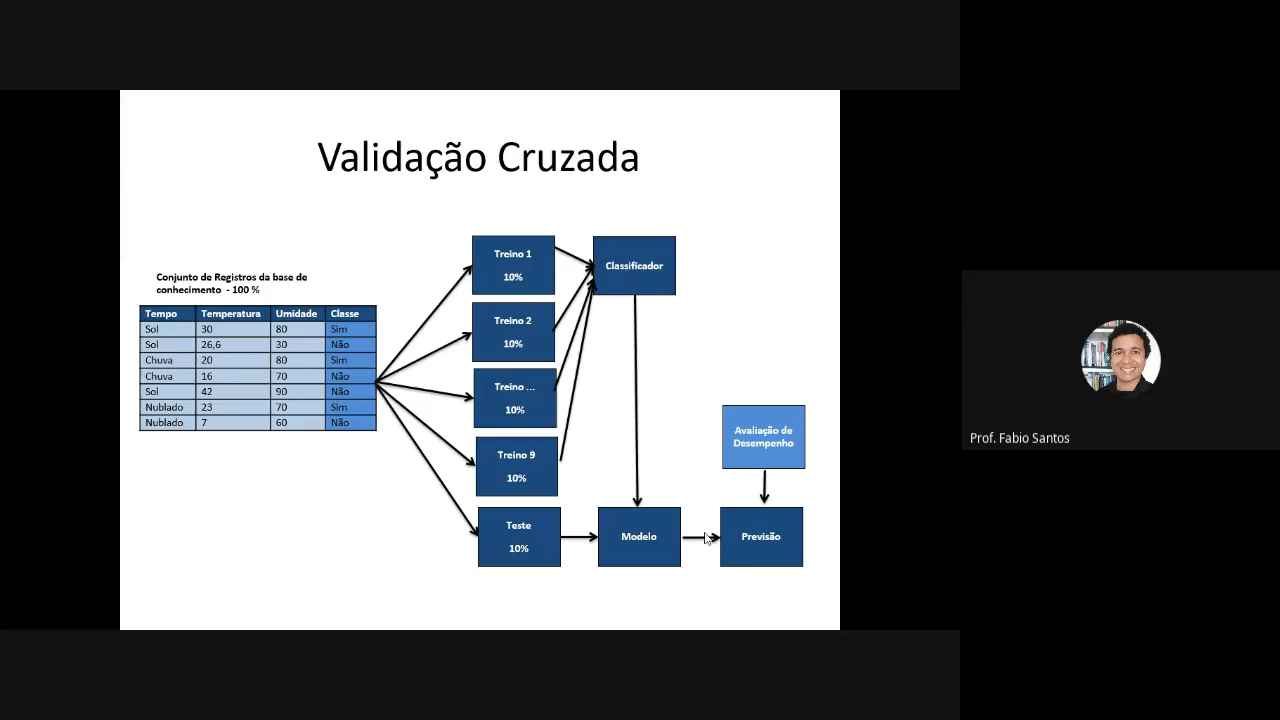 Validação Cruzada
Conjunto de Registros da base de
conhecimento - 100 %
Tempo Temperatura Umidade Classe
Sol 30 80 Sim
Sol 26,6 30 Não
Chuva 20 80 Sim
Chuva 16 70 Não
Sol 42 90 Não
Nublado 23 70 Sim
Nublado 7 60 Não
Treino 1
10%
Treino 2
10%
Treino ...
10%
Treino 9
10%
Teste
10%
Classificador
Modelo
Avaliação de
Desempenho
Previsão
Prof. Fabio Santos